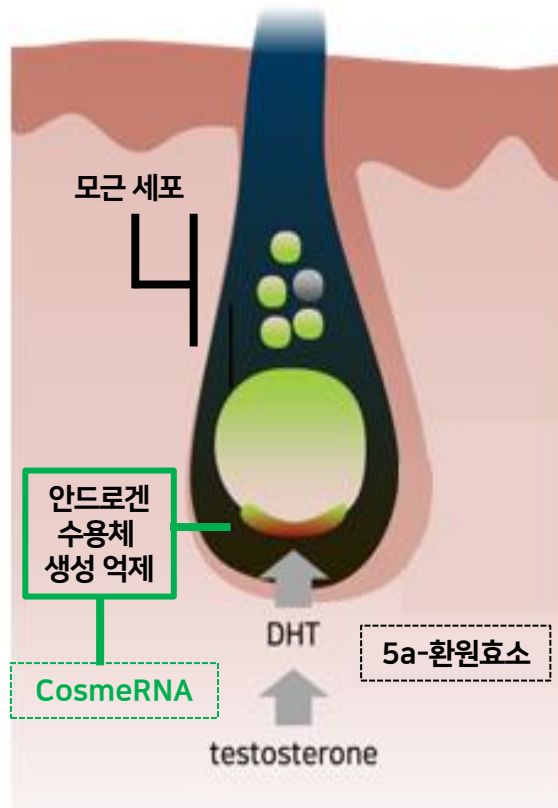 모근 세포
안드로겐
수용체
생성 억제
DHT
5a-환원효소
CosmeRNA
testosterone